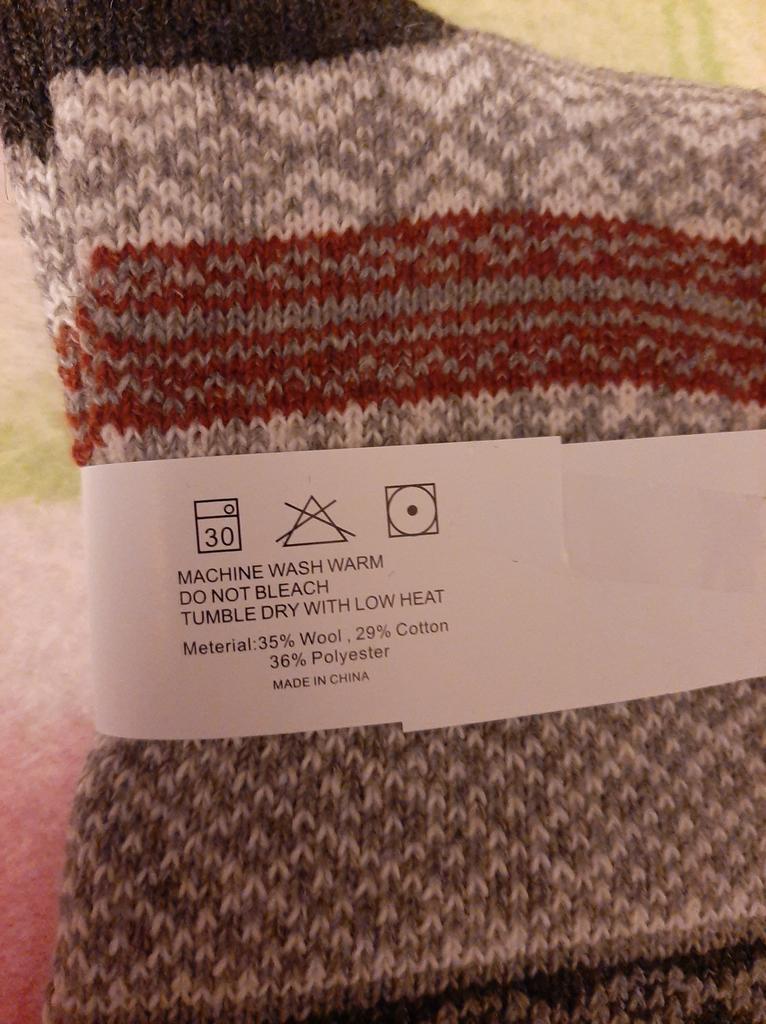 30
MACHINE WASH WARM
DO NOT BLEACH
TUMBLE DRY WITH LOW HEAT
Meterial:35% Wool , 29% Cotton
36% Polyester
MADE IN CHINA